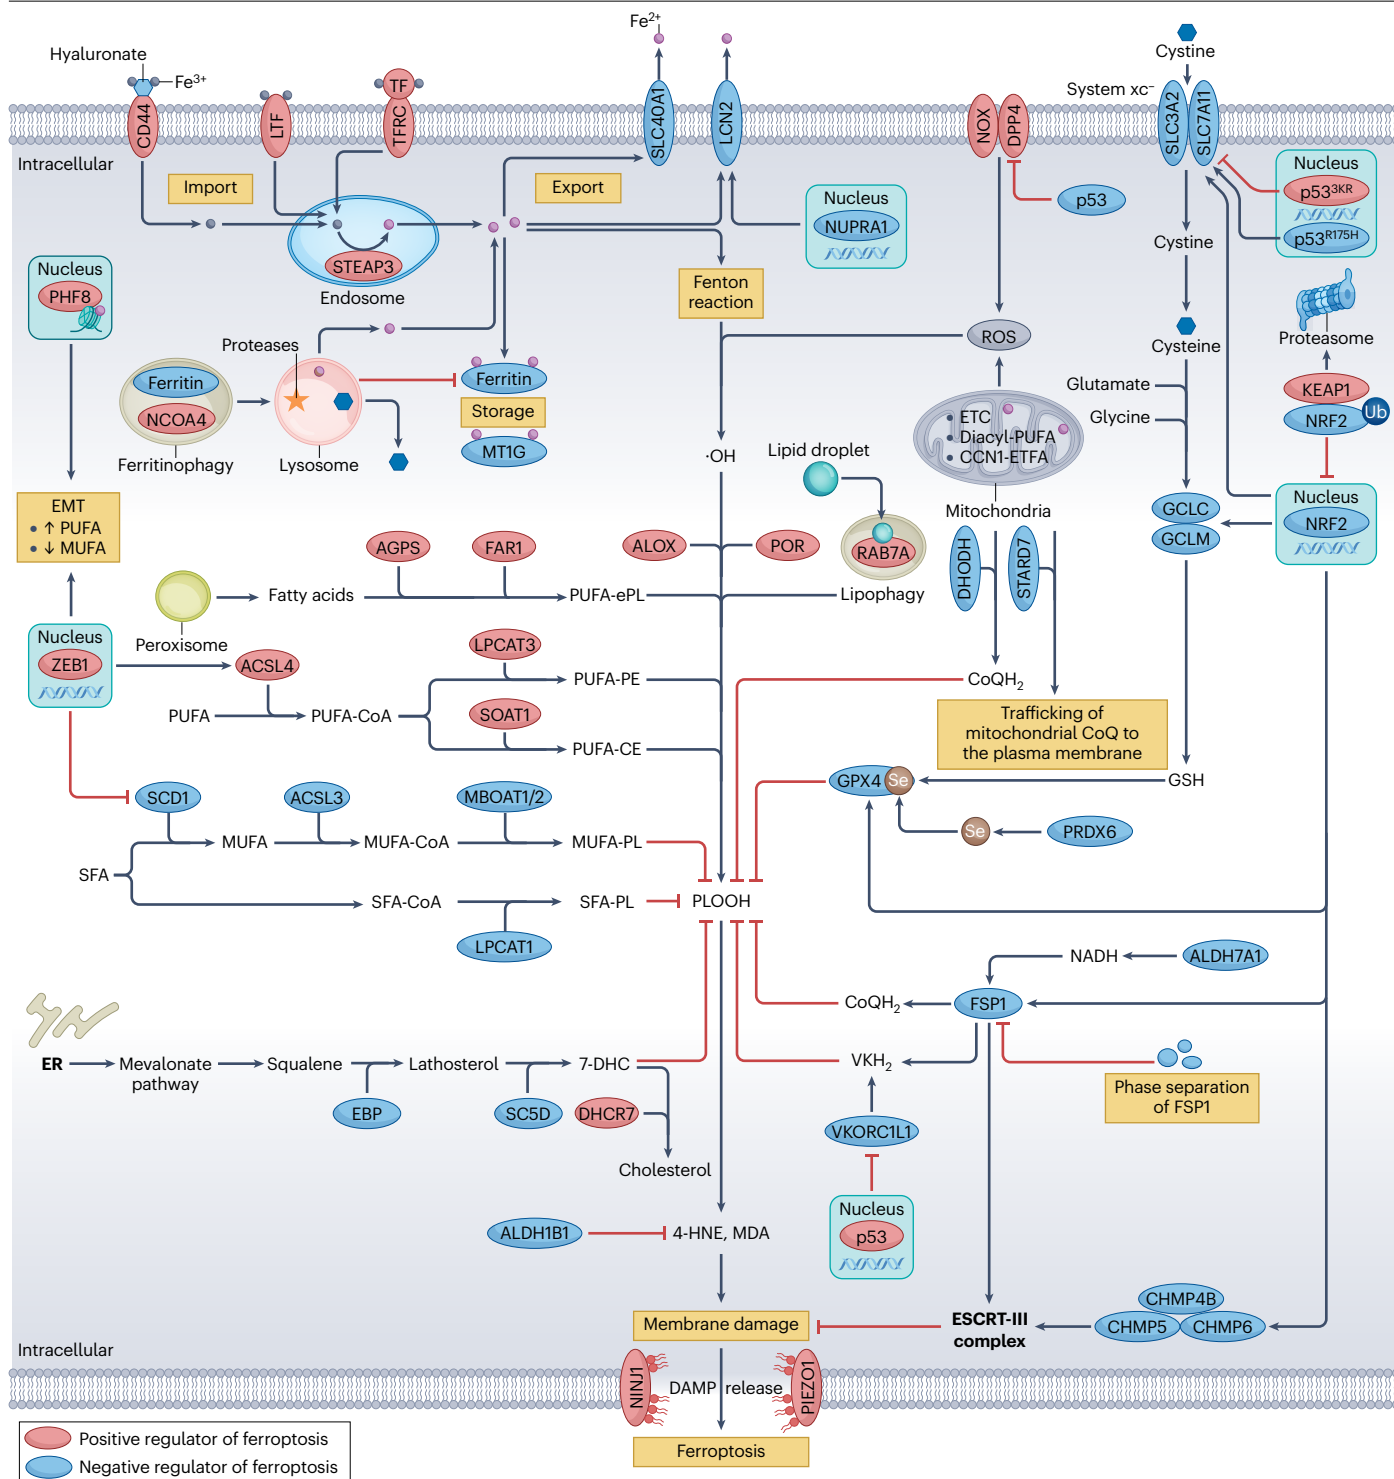 Fe2+
Hyaluronate
Fe3+
TF
CD44
LTF
TFRC
SLC40A1
LCN2
NOX
DPP4
Cystine
System xc−
SLC3A2
SLC7A11
Intracellular
Import
Export
Nucleus
NUPRA1
p53
Nucleus
p533KR
p53R175H
Cystine
STEAP3
Endosome
Nucleus
PHF8
Fenton
reaction
ROS
Cysteine
Proteasome
Proteases
Ferritin
NCOA4
Ferritinophagy
Lysosome
Ferritin
Storage
MT1G
ETC
Diacyl-PUFA
CCN1-ETFA
Mitochondria
Glutamate
Glycine
KEAP1
NRF2
Ub
·OH
Lipid droplet
RAB7A
Lipophagy
Nucleus
NRF2
GCLC
GCLM
EMT
↑ PUFA
↓ MUFA
AGPS
FAR1
ALOX
POR
DHODH
STARD7
Peroxisome
Fatty acids
PUFA-ePL
Nucleus
ZEB1
ACSL4
LPCAT3
PUFA-PE
CoQH2
PUFA
PUFA-CoA
SOAT1
PUFA-CE
Trafficking of
mitochondrial CoQ to
the plasma membrane
GPX4
Se
GSH
SCD1
ACSL3
MBOAT1/2
Se
PRDX6
MUFA
MUFA-CoA
MUFA-PL
SFA
SFA-CoA
SFA-PL
PLOOH
LPCAT1
NADH
ALDH7A1
CoQH2
FSP1
ER
Mevalonate
pathway
Squalene
Lathosterol
7-DHC
VKH2
Phase separation
of FSP1
EBP
SC5D
DHCR7
VKORC1L1
Cholesterol
Nucleus
p53
ALDH1B1
4-HNE, MDA
Membrane damage
ESCRT-III
complex
CHMP4B
CHMP5
CHMP6
Intracellular
NINJ1
DAMP release
PIEZO1
Ferroptosis
Positive regulator of ferroptosis
Negative regulator of ferroptosis